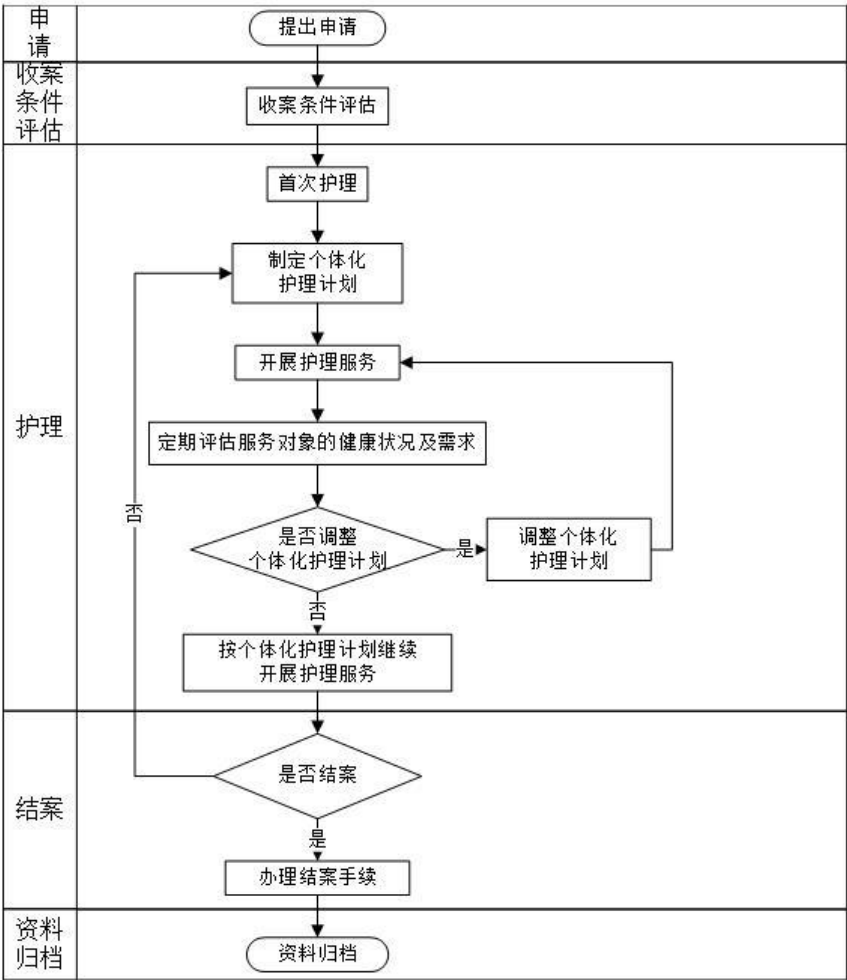 申
请
提出申请
收案
条件
评估
收案条件评估
护理
首次护理
制定个体化
护理计划
开展护理服务
定期评估服务对象的健康状况及需求
否
是否调整
个体化护理计划
是
调整个体化
护理计划
否
按个体化护理计划继续
开展护理服务
结案
是否结案
是
办理结案手续
资料
归档
资料归档